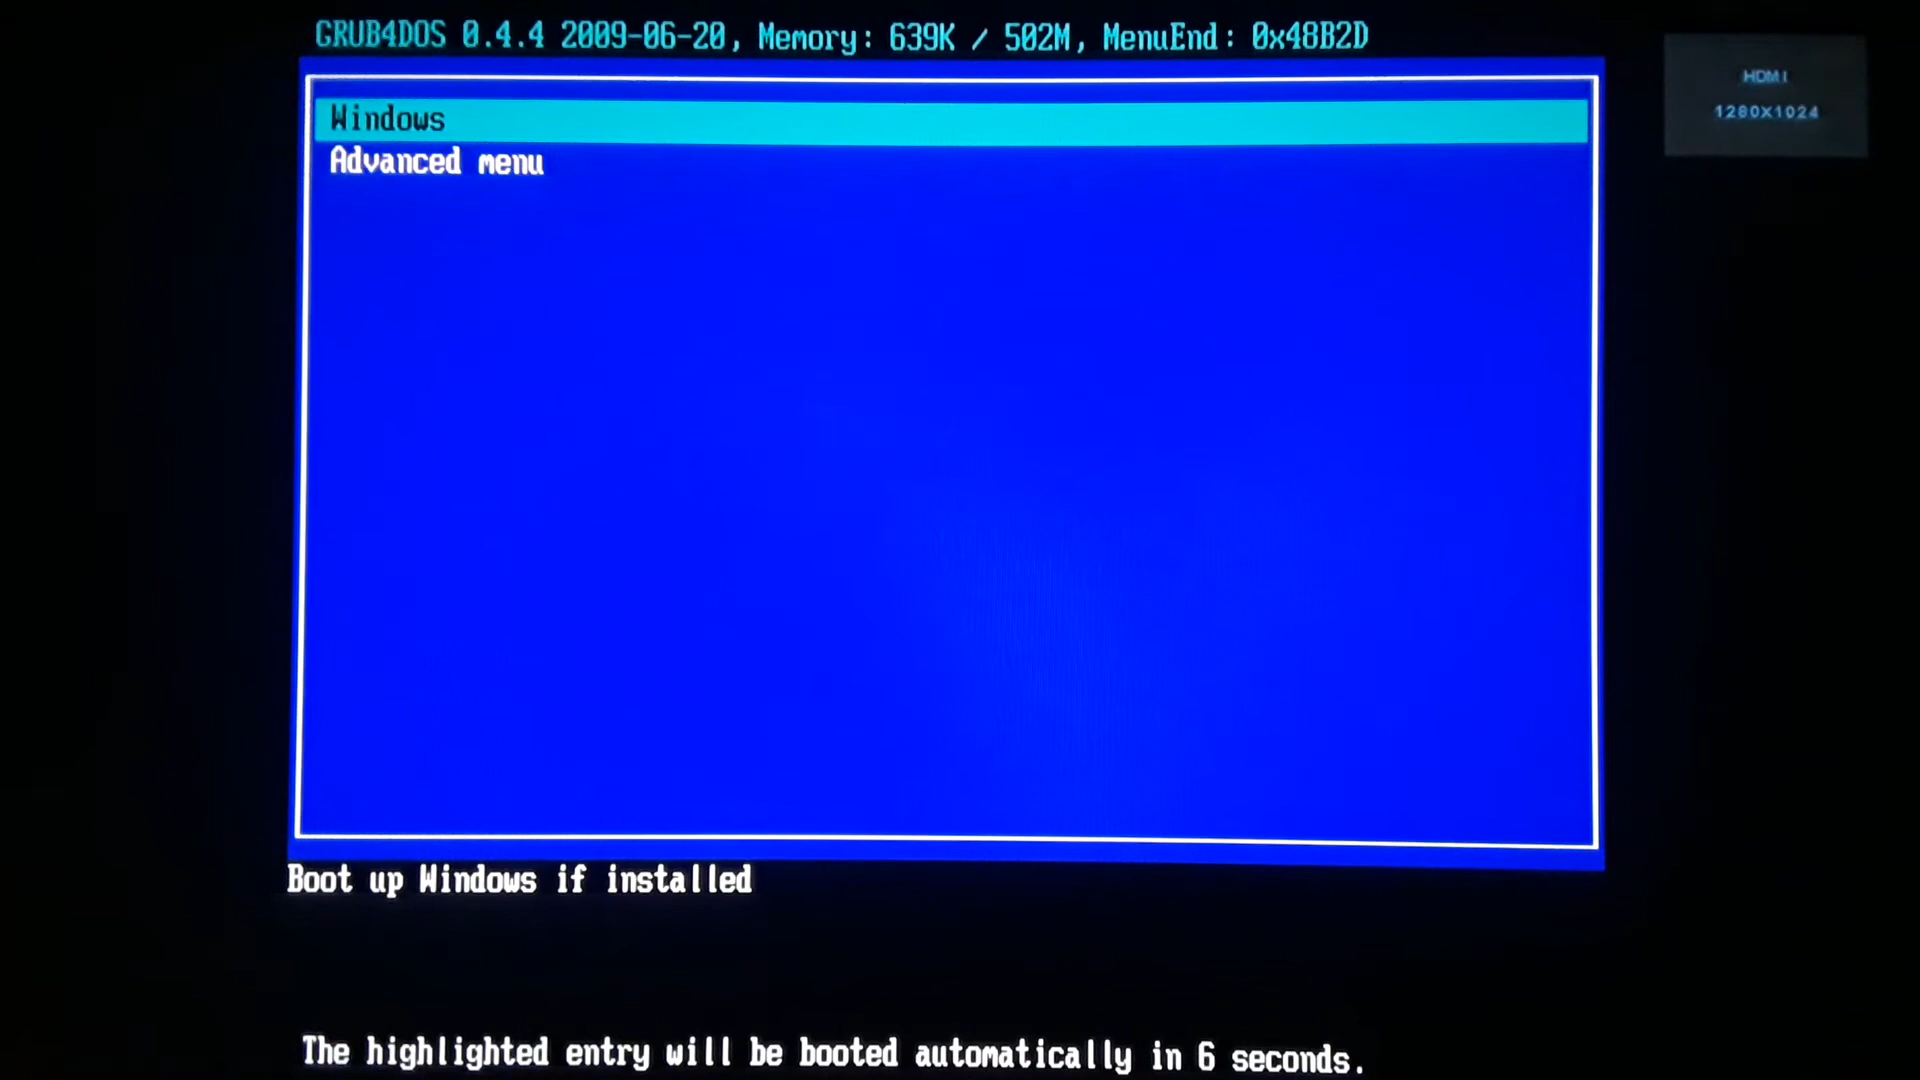 GRUB4DOS 0.4.4 2009-06-20, Memory: 639K / 502M, MenuEnd: 0x48B2D
HDMI
1280X1024
Windows
Advanced menu
Boot up Windows if installed
The highlighted entry will be booted automatically in 6 seconds.